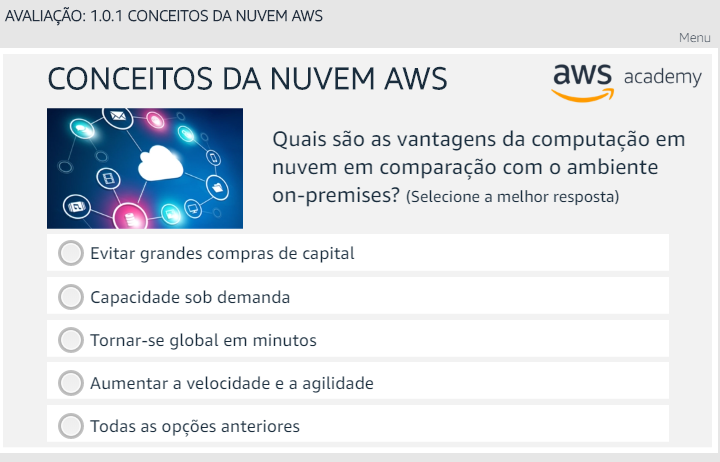 AVALIAÇÃO: 1.0.1 CONCEITOS DA NUVEM AWS
Menu
CONCEITOS DA NUVEM AWS
aws academy
Quais são as vantagens da computação em
nuvem em comparação com o ambiente
on-premises? (Selecione a melhor resposta)
Evitar grandes compras de capital
Capacidade sob demanda
Tornar-se global em minutos
Aumentar a velocidade e a agilidade
Todas as opções anteriores